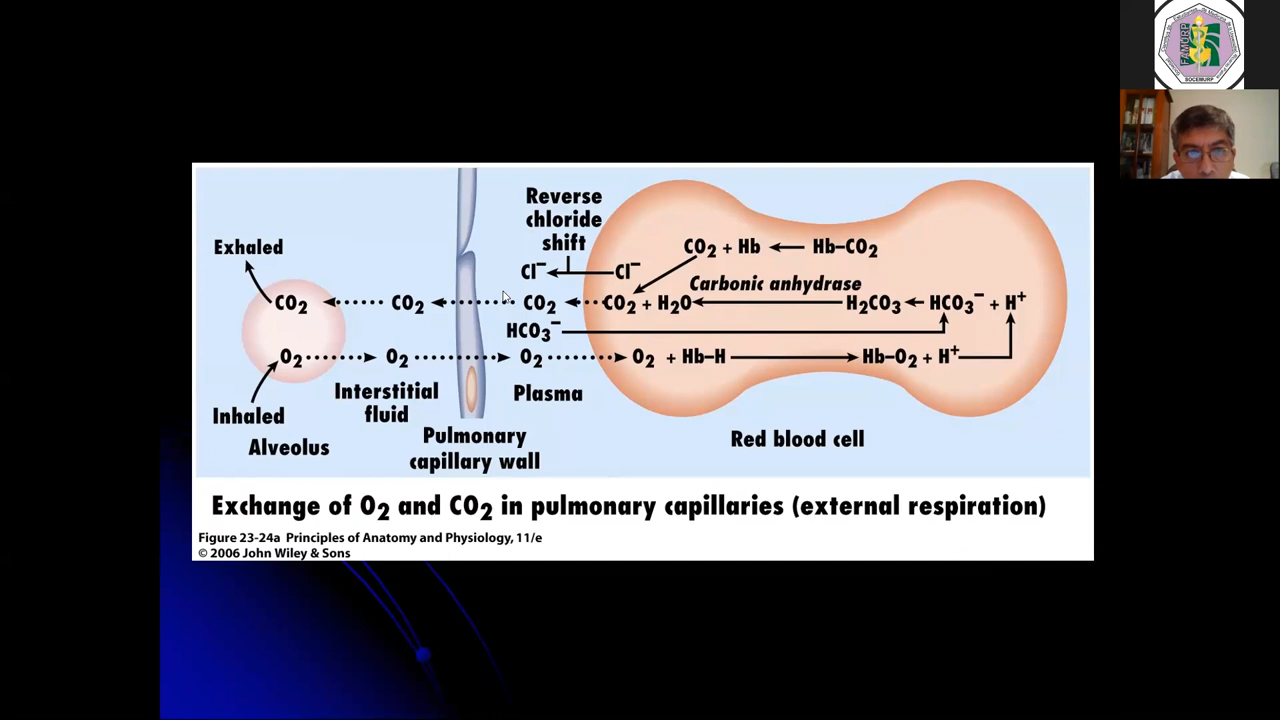 FAMURP
SOCEMURP
Reverse
chloride
shift
Exhaled
CO2 + Hb ← Hb–CO2
Cl− ← Cl−
Carbonic anhydrase
CO2 ← CO2 ← CO2 ← CO2 + H2O ← H2CO3 ← HCO3− + H+
HCO3−
O2 → O2 → O2 → O2 + Hb–H → Hb–O2 + H+
Interstitial
fluid
Plasma
Inhaled
Alveolus
Pulmonary
capillary wall
Red blood cell
Exchange of O2 and CO2 in pulmonary capillaries (external respiration)
Figure 23-24a Principles of Anatomy and Physiology, 11/e
© 2006 John Wiley & Sons